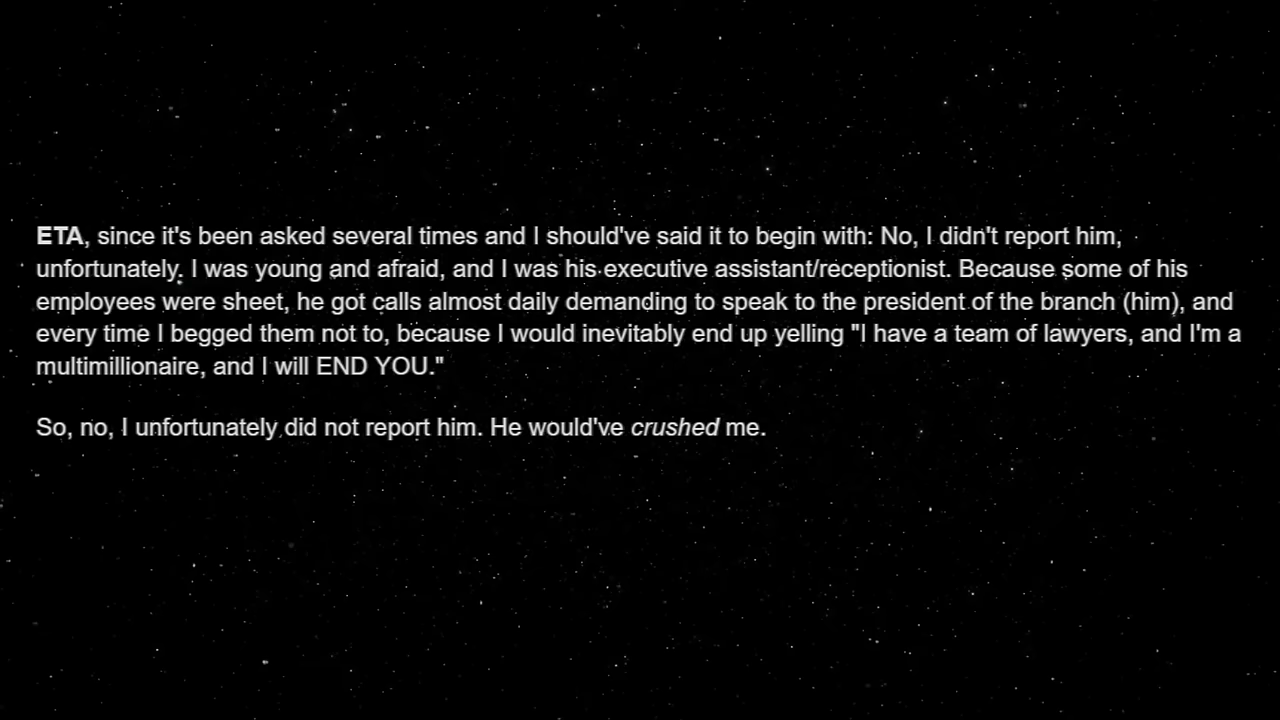 ETA, since it's been asked several times and I should've said it to begin with: No, I didn't report him,
unfortunately. I was young and afraid, and I was his executive assistant/receptionist. Because some of his
employees were sheet, he got calls almost daily demanding to speak to the president of the branch (him), and
every time I begged them not to, because I would inevitably end up yelling "I have a team of lawyers, and I'm a
multimillionaire, and I will END YOU."
So, no, I unfortunately did not report him. He would've crushed me.